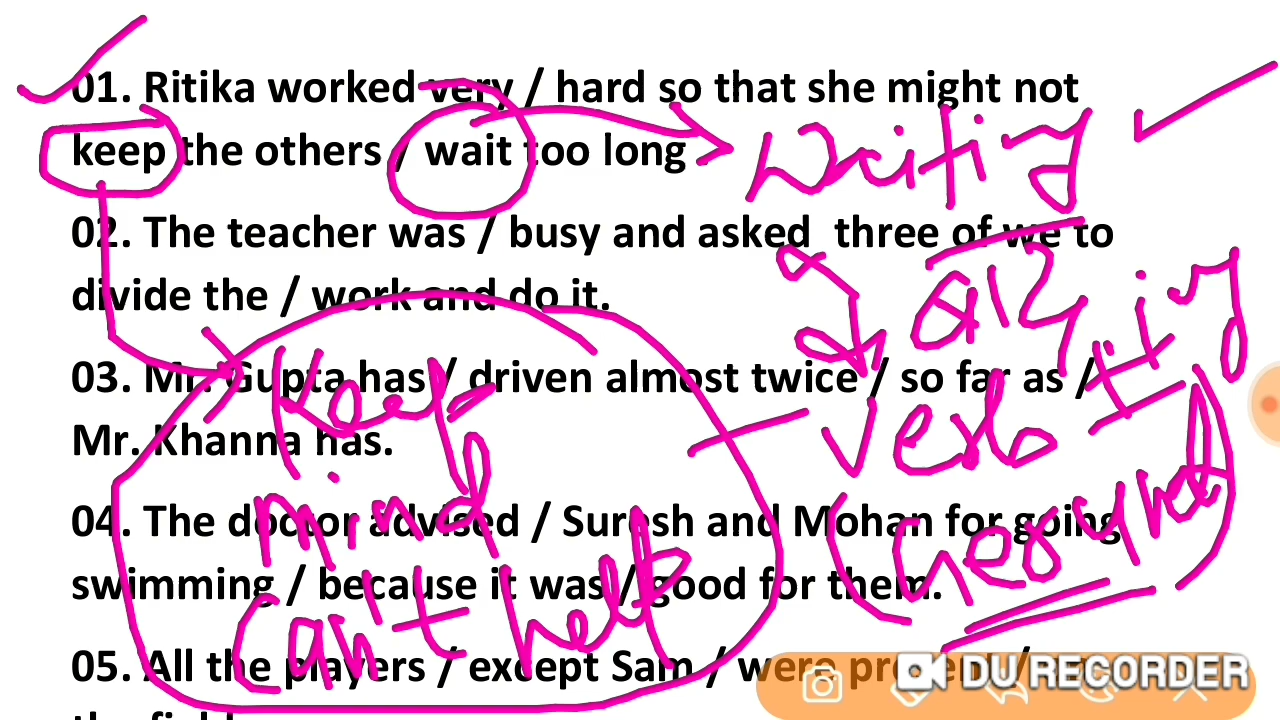 01. Ritika worked very / hard so that she might not
keep the others / wait too long .
waiting
02. The teacher was / busy and asked three of we to
divide the / work and do it.
03. Mr. Gupta has / driven almost twice / so far as /
Mr. Khanna has.
verb + ing
Keep
mind
can't help
04. The doctor advised / Suresh and Mohan for going
swimming / because it was / good for them.
(Gerund)
05. All the players / except Sam / were present /
DU RECORDER